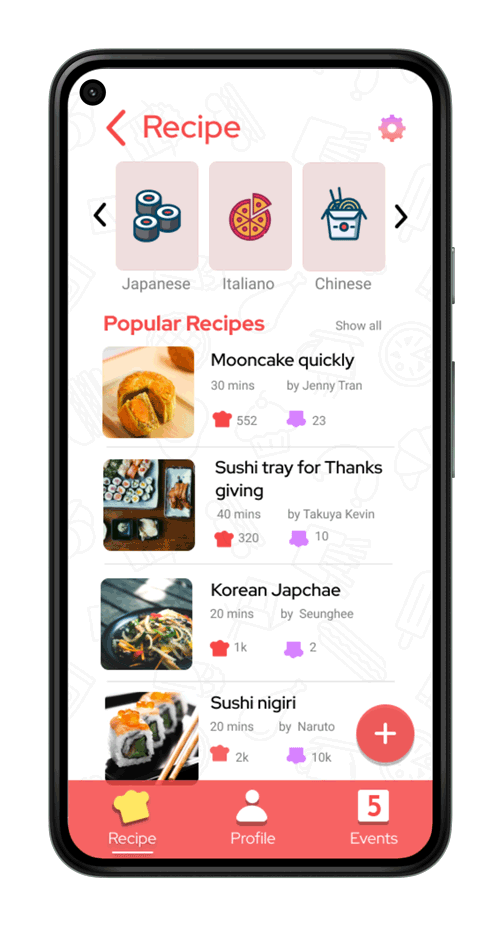 Recipe
Japanese Italiano Chinese
Popular Recipes Show all
Mooncake quickly
30 mins by Jenny Tran
552 23
Sushi tray for Thanks
giving
40 mins by Takuya Kevin
320 10
Korean Japchae
20 mins by Seunghee
1k 2
Sushi nigiri
20 mins by Naruto
2k 10k
5
Recipe Profile Events